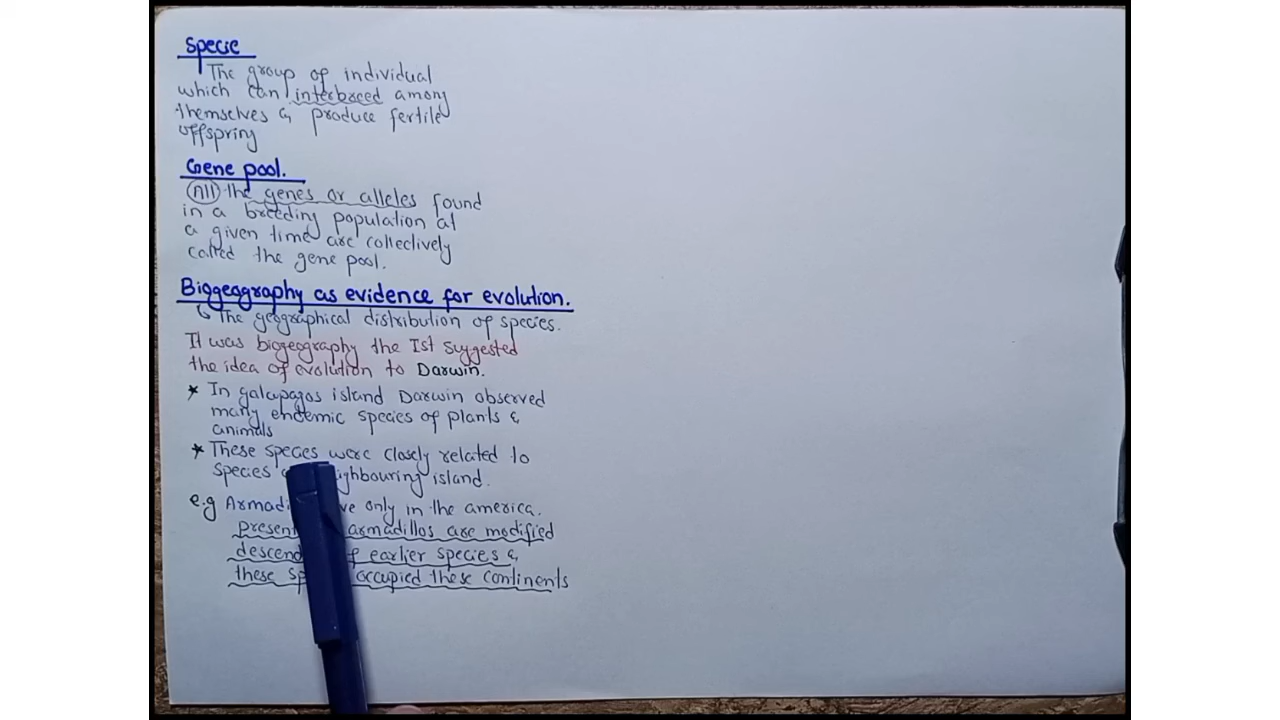 Specie
The group of individual
which can interbreed among
themselves & produce fertile
offspring
Gene pool.
All the genes or alleles found
in a breeding population at
a given time are collectively
called the gene pool.
Biogeography as evidence for evolution.
↳ The geographical distribution of species.
It was biogeography the Ist suggested
the idea of evolution to Darwin.
* In galapagos island Darwin observed
many endemic species of plants &
animals
* These species were closely related to
species island.
e.g only in the america.
armadillos are modified
earlier species &
these occupied these continents